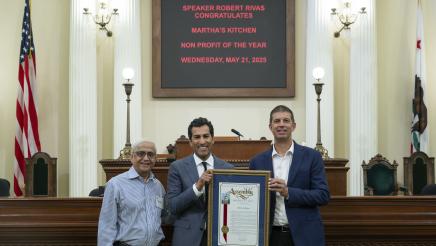 SPEAKER ROBERT RIVAS
CONGRATULATES
MARTHA'S KITCHEN
NON PROFIT OF THE YEAR
WEDNESDAY, MAY 21, 2025
Assembly